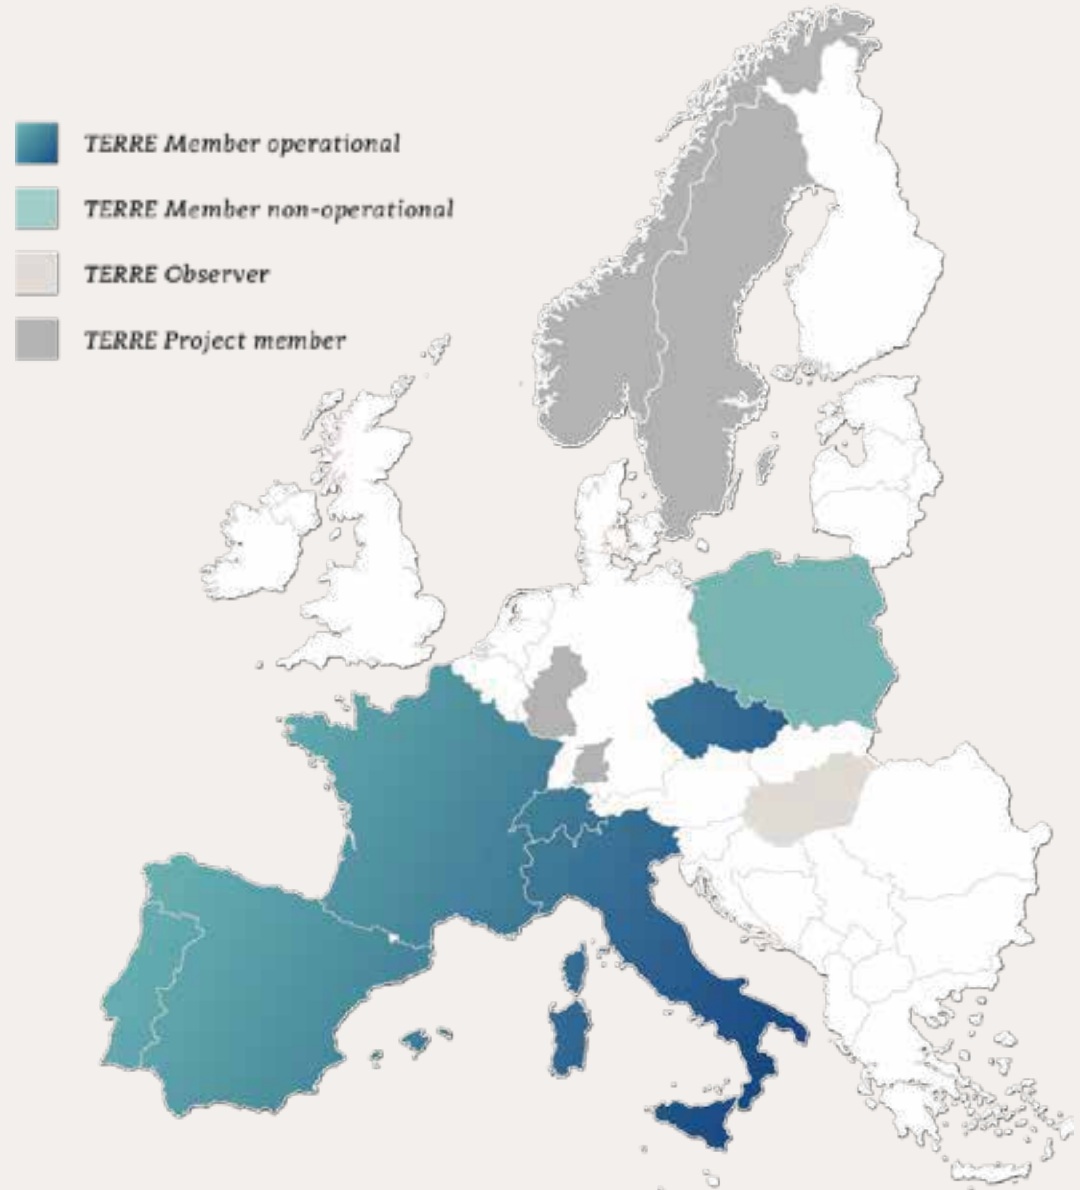 TERRE Member operational
TERRE Member non-operational
TERRE Observer
TERRE Project member